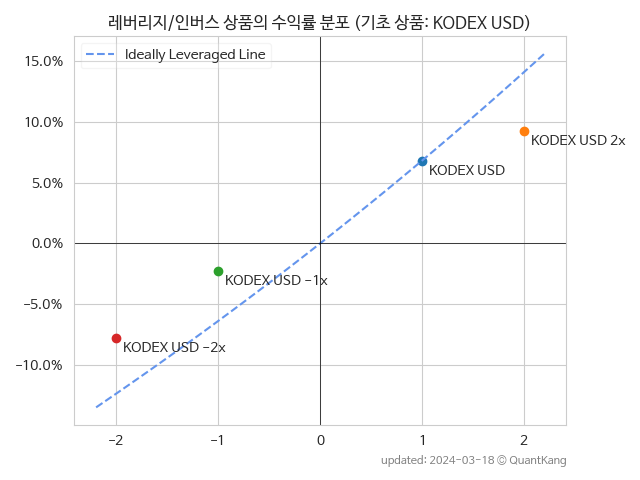 레버리지/인버스 상품의 수익률 분포 (기초 상품: KODEX USD)
Ideally Leveraged Line
15.0%
10.0%
5.0%
0.0%
−5.0%
−10.0%
KODEX USD 2x
KODEX USD
KODEX USD −1x
KODEX USD −2x
−2
−1
0
1
2
updated: 2024-03-18 © QuantKang